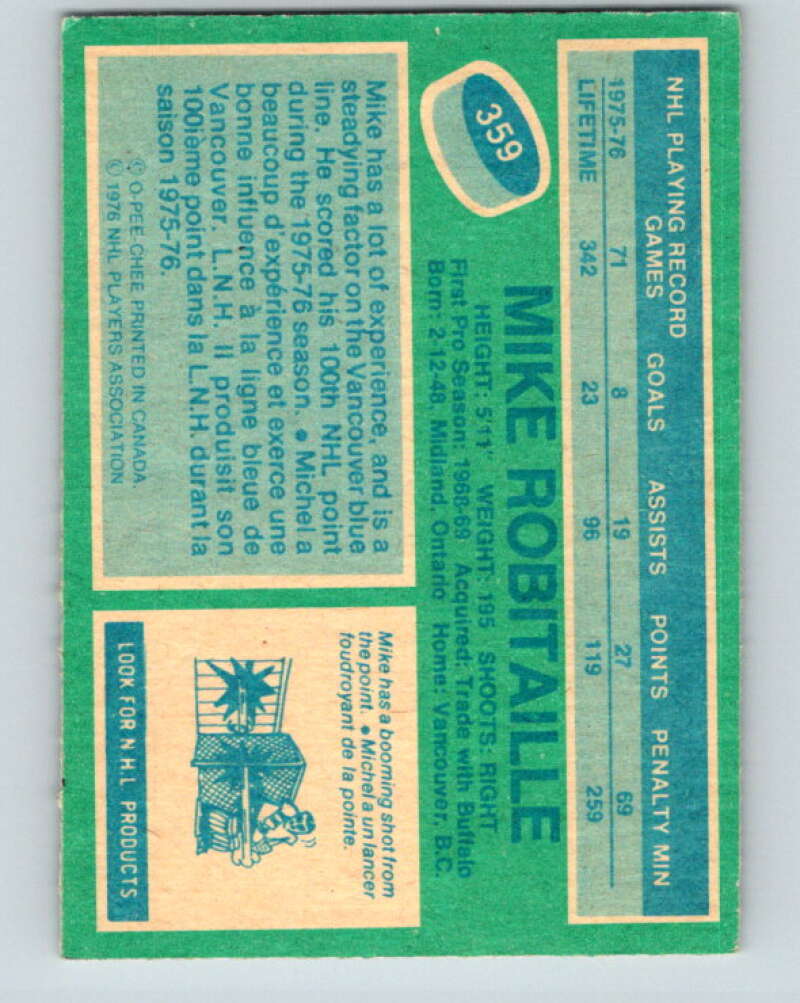 NHL PLAYING RECORD
GAMES GOALS ASSISTS POINTS PENALTY MIN
1975-76 71 8 19 27 69
LIFETIME 342 23 96 119 259
359
MIKE ROBITAILLE
HEIGHT: 5'11' WEIGHT: 195 SHOOTS: RIGHT
First Pro Season: 1968-69 Acquired: Trade with Buffalo
Born: 2-12-48, Midland, Ontario Home: Vancouver, B.C.
Mike has a lot of experience, and is a
steadying factor on the Vancouver blue
line. He scored his 100th NHL point
during the 1975-76 season. • Michel a
beaucoup d'expérience et exerce une
bonne influence à la ligne bleue de
Vancouver. L.N.H. Il produisit son
100ième point dans la L.N.H. durant la
saison 1975-76.
© O-PEE-CHEE PRINTED IN CANADA
© 1976 NHL PLAYERS ASSOCIATION
Mike has a booming shot from
the point. • Michel a un lancer
foudroyant de la pointe.
LOOK FOR N.H.L PRODUCTS